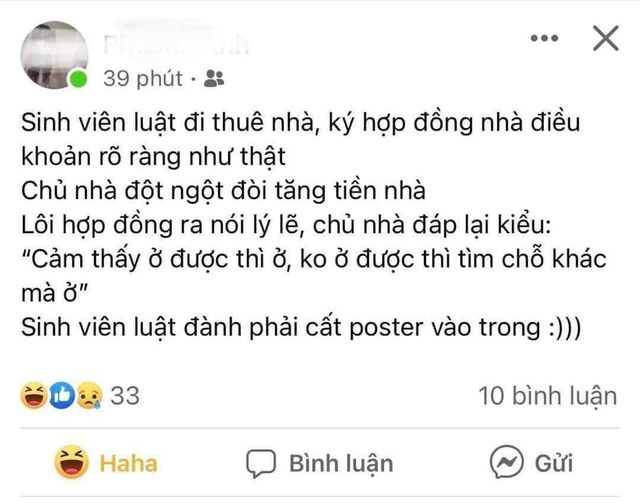 39 phút ·
Sinh viên luật đi thuê nhà, ký hợp đồng nhà điều
khoản rõ ràng như thật
Chủ nhà đột ngột đòi tăng tiền nhà
Lôi hợp đồng ra nói lý lẽ, chủ nhà đáp lại kiểu:
“Cảm thấy ở được thì ở, ko ở được thì tìm chỗ khác
mà ở”
Sinh viên luật đành phải cất poster vào trong :)))
33
10 bình luận
Haha
Bình luận
Gửi